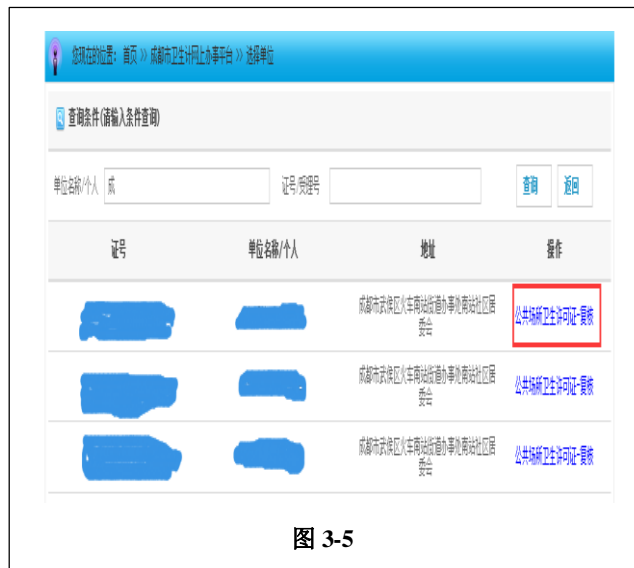 您现在的位置: 首页 >> 成都市卫生计网上办事平台 >> 选择单位
查询条件(请输入条件查询)
单位名称/个人 成 证号/受理号 查询 返回
证号 单位名称/个人 地址 操作
成都市武侯区火车南站街道办事处南站社区居
委会
公共场所卫生许可证-复核
成都市武侯区火车南站街道办事处南站社区居
委会
公共场所卫生许可证-复核
成都市武侯区火车南站街道办事处南站社区居
委会
公共场所卫生许可证-复核
图 3-5